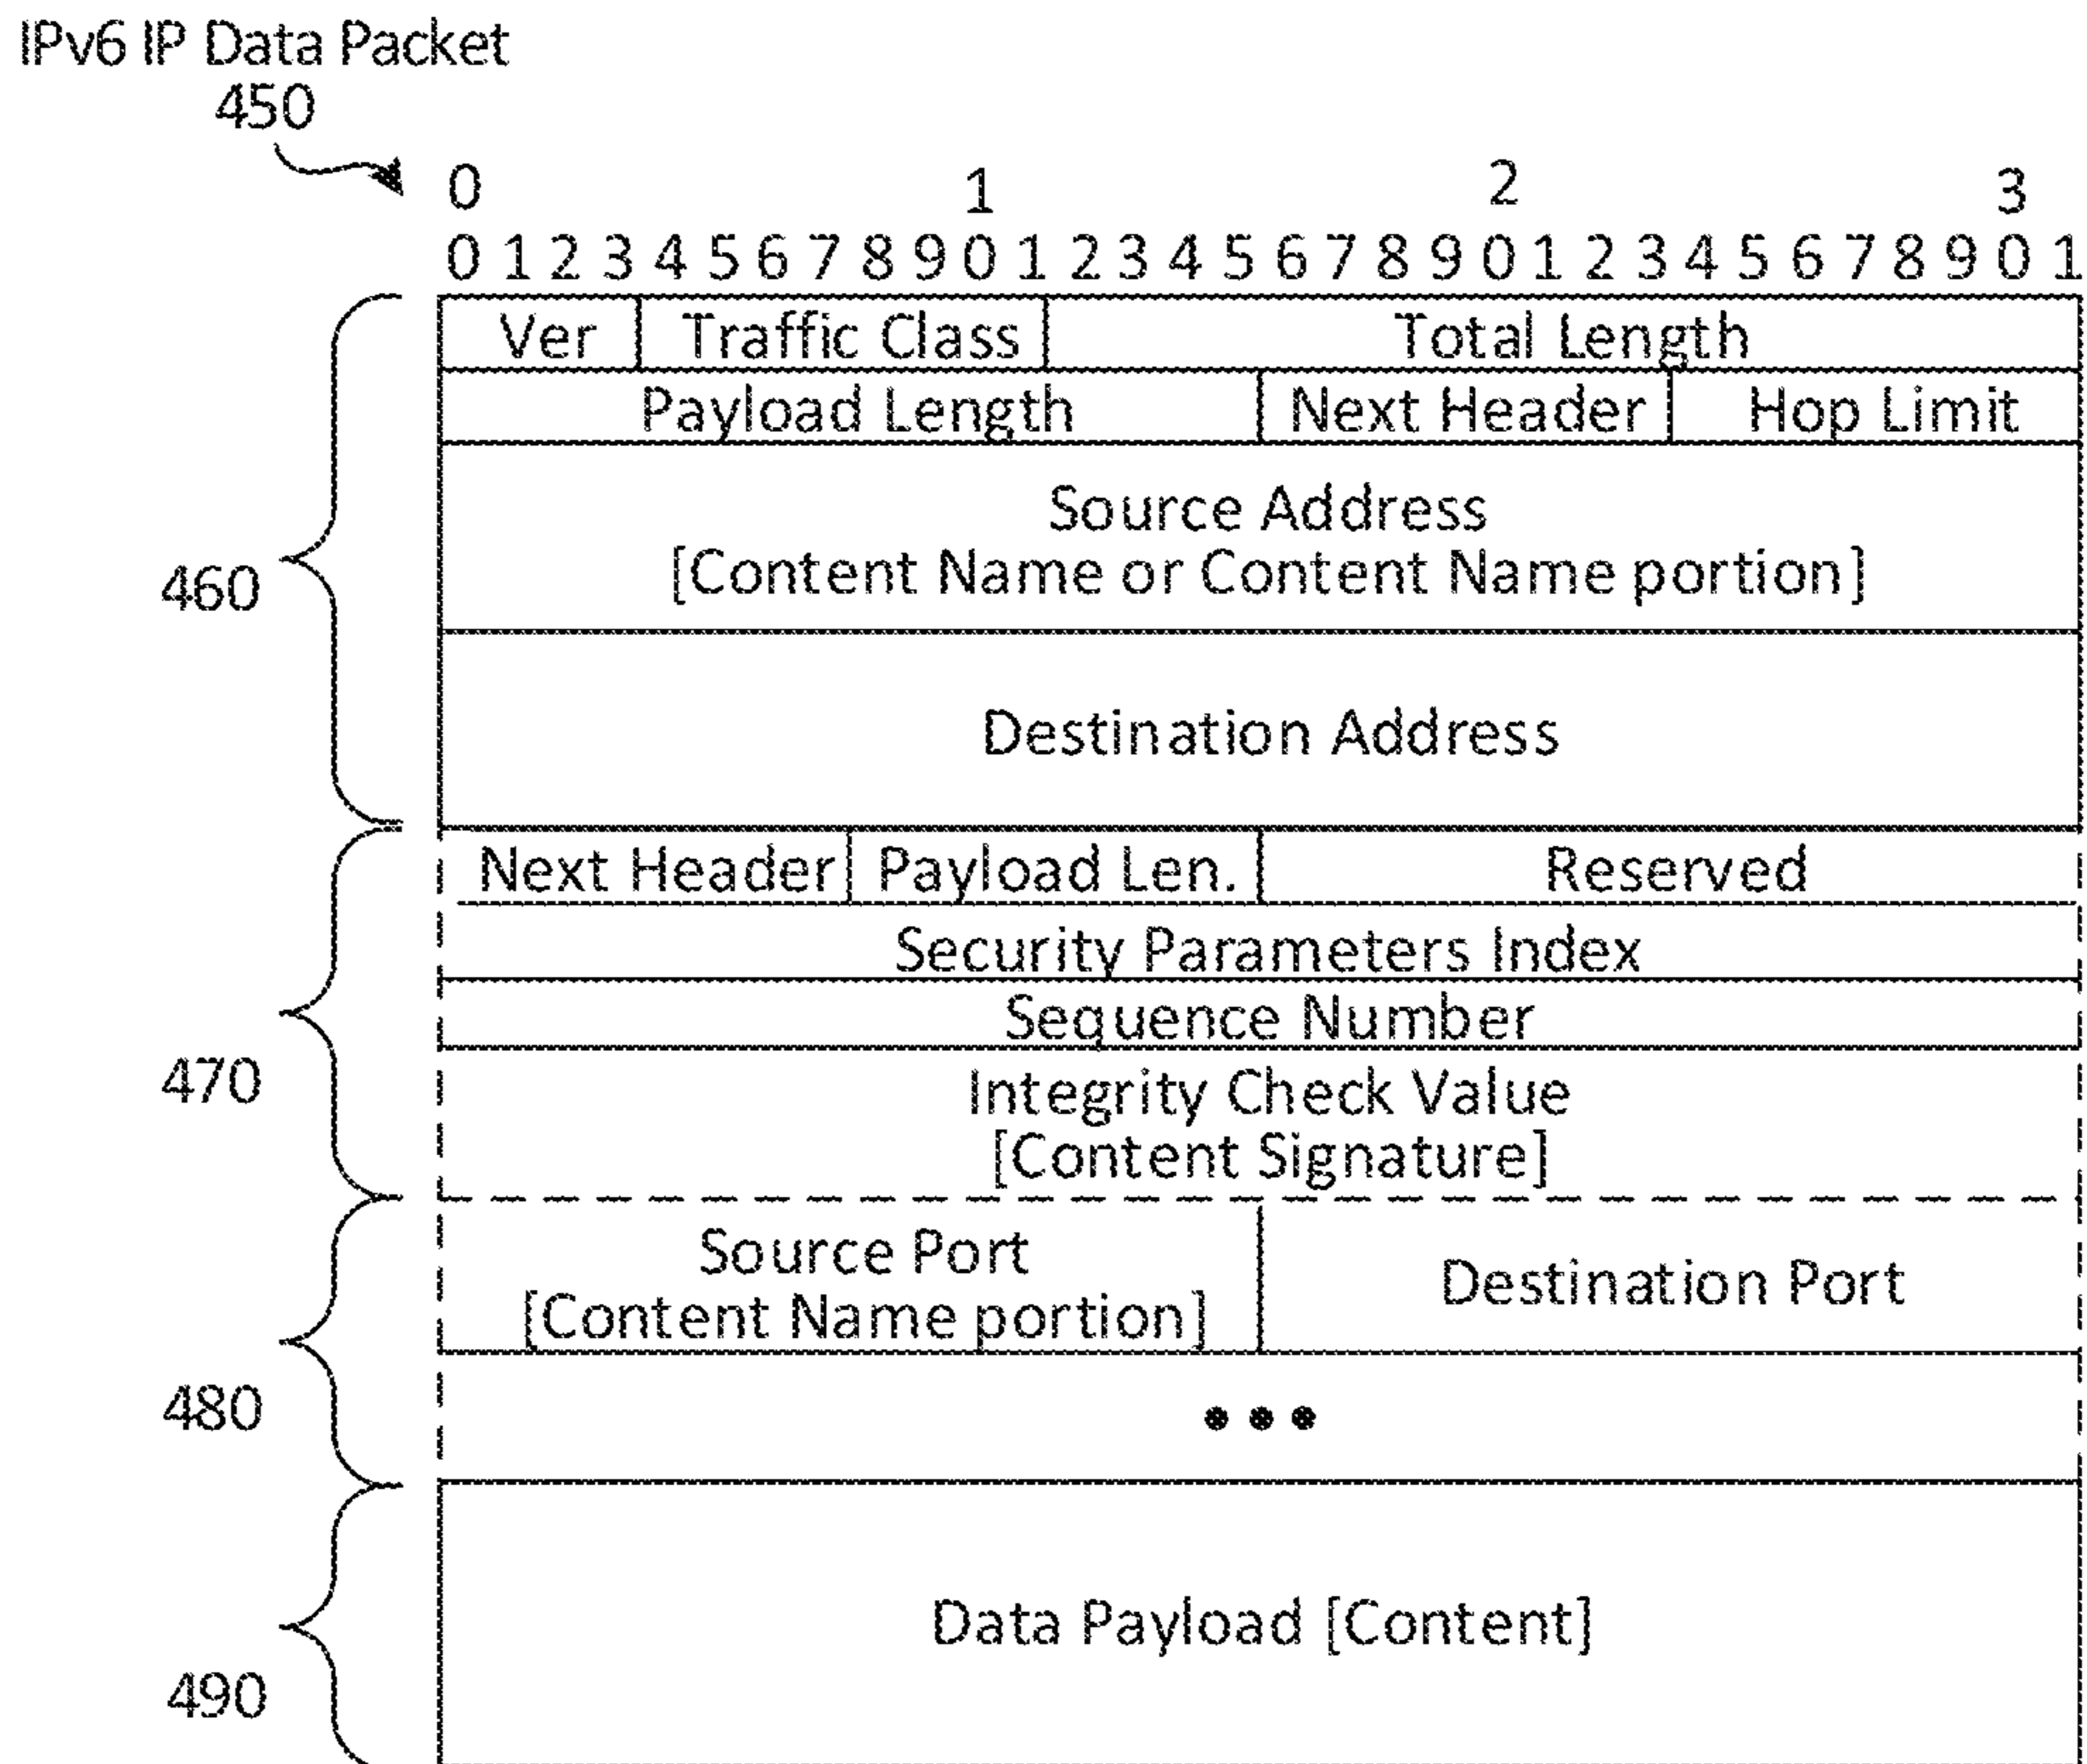 IPv6 IP Data Packet
450
0 1 2 3
0 1 2 3 4 5 6 7 8 9 0 1 2 3 4 5 6 7 8 9 0 1 2 3 4 5 6 7 8 9 0 1
Ver Traffic Class Total Length
Payload Length Next Header Hop Limit
Source Address
[Content Name or Content Name portion]
460
Destination Address
Next Header Payload Len. Reserved
Security Parameters Index
Sequence Number
470
Integrity Check Value
[Content Signature]
Source Port
[Content Name portion]
Destination Port
480
•••
Data Payload [Content]
490